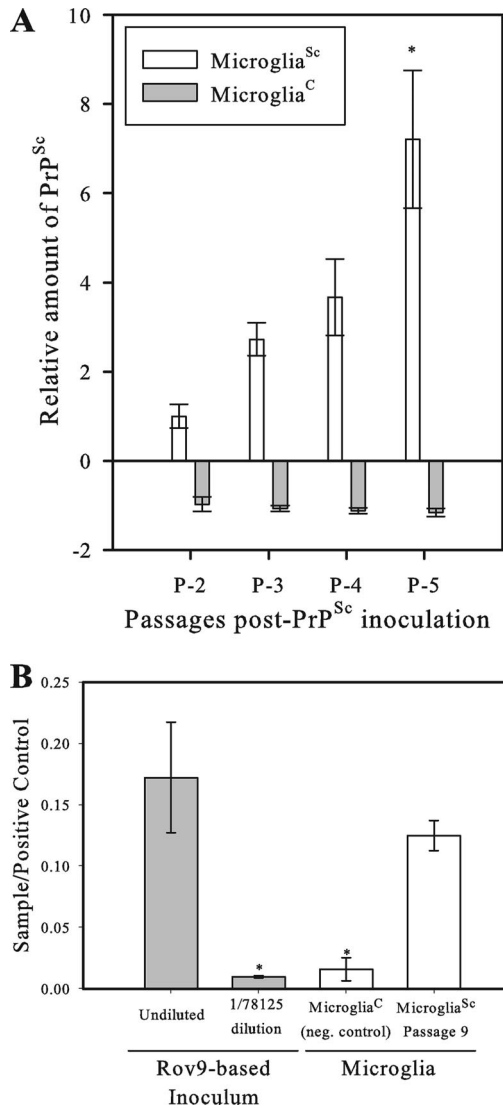 A
Relative amount of PrP^Sc
10
8
6
4
2
0
-2
Microglia^Sc
Microglia^C
*
P-2 P-3 P-4 P-5
Passages post-PrP^Sc inoculation
B
Sample/Positive Control
0.25
0.20
0.15
0.10
0.05
0.00
* *
Undiluted
1/78125
dilution
Microglia^C
(neg. control)
Microglia^Sc
Passage 9
Rov9-based
Inoculum
Microglia